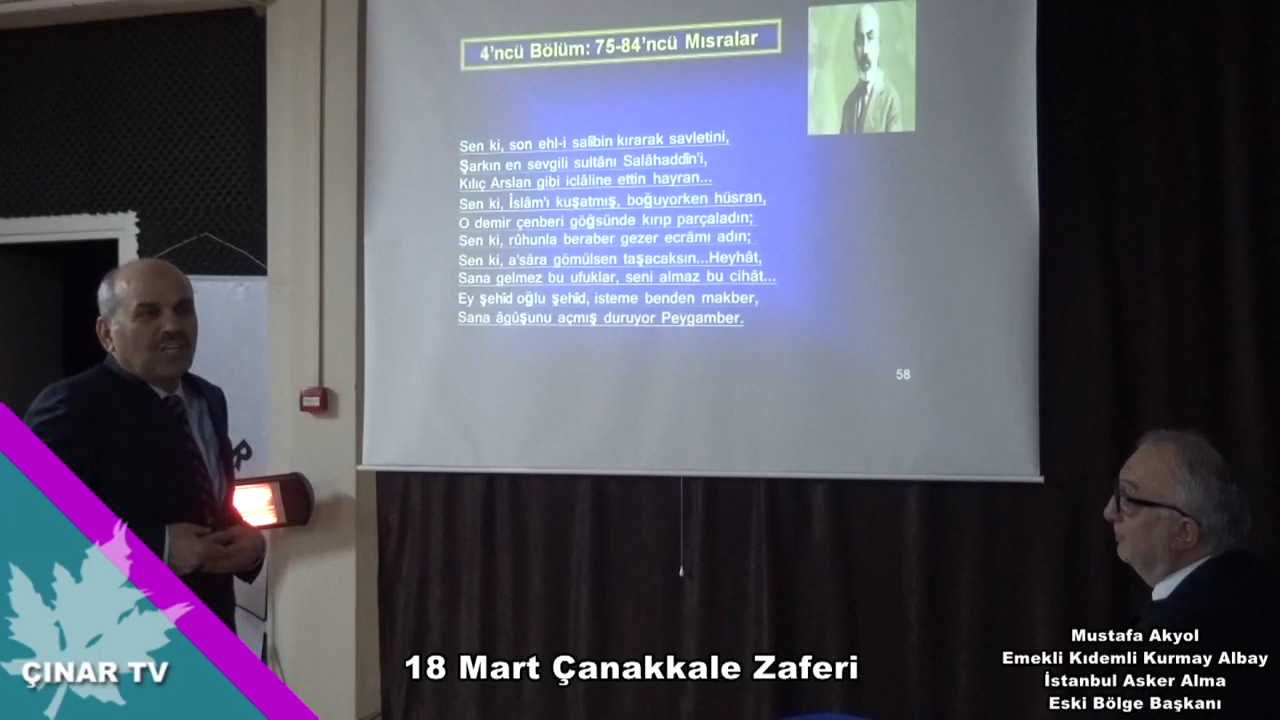 4'ncü Bölüm: 75-84'ncü Mısralar
Sen ki, son ehl-i salîbin kırarak savletini,
Şarkın en sevgili sultânı Salâhaddîn'i,
Kılıç Arslan gibi iclâline ettin hayran...
Sen ki, İslâm'ı kuşatmış, boğuyorken hüsran,
O demir çenberi göğsünde kırıp parçaladın;
Sen ki, rûhunla beraber gezer ecrâmı adın;
Sen ki, a'sâra gömülsen taşacaksın...Heyhât,
Sana gelmez bu ufuklar, seni almaz bu cihât...
Ey şehîd oğlu şehîd, isteme benden makber,
Sana âgûşunu açmış duruyor Peygamber.
58
R
ÇINAR TV
18 Mart Çanakkale Zaferi
Mustafa Akyol
Emekli Kıdemli Kurmay Albay
İstanbul Asker Alma
Eski Bölge Başkanı